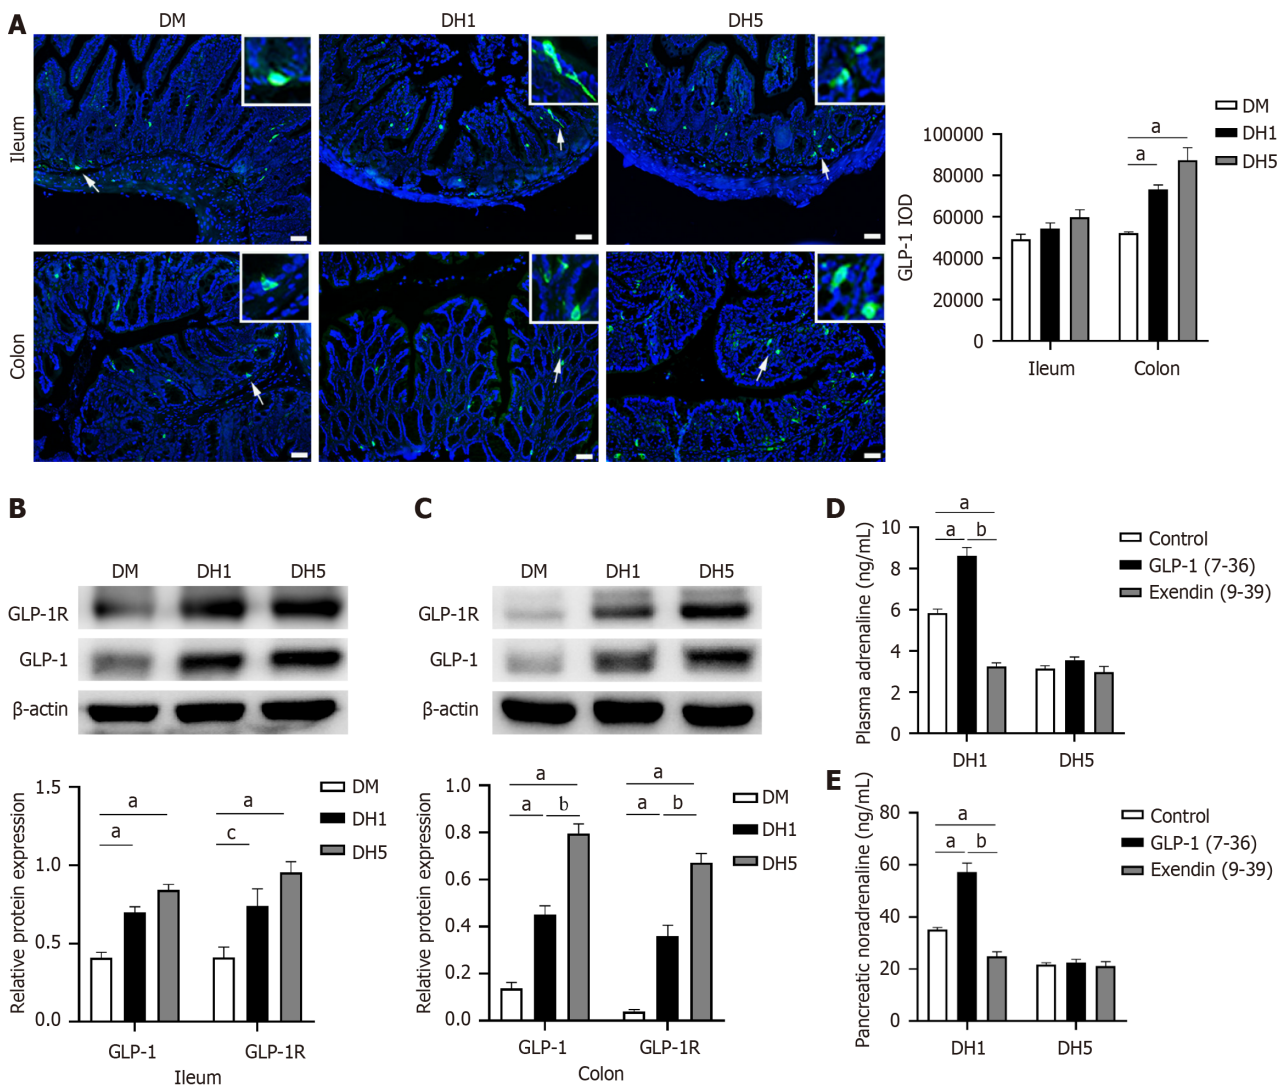 A
DM DH1 DH5
Ileum
Colon
DM
DH1
DH5
GLP-1 IOD
100000
80000
60000
40000
20000
0
a
a
Ileum Colon
B
DM DH1 DH5
GLP-1R
GLP-1
β-actin
Relative protein expression
1.5
1.0
0.5
0.0
a a
a c
DM
DH1
DH5
GLP-1 GLP-1R
Ileum
C
DM DH1 DH5
GLP-1R
GLP-1
β-actin
Relative protein expression
1.0
0.8
0.6
0.4
0.2
0.0
a a
a b a b
DM
DH1
DH5
GLP-1 GLP-1R
Colon
D
Plasma adrenaline (ng/mL)
10
8
6
4
2
0
a
a b
Control
GLP-1 (7-36)
Exendin (9-39)
DH1 DH5
E
Pancreatic noradrenaline (ng/mL)
80
60
40
20
0
a
a b
Control
GLP-1 (7-36)
Exendin (9-39)
DH1 DH5